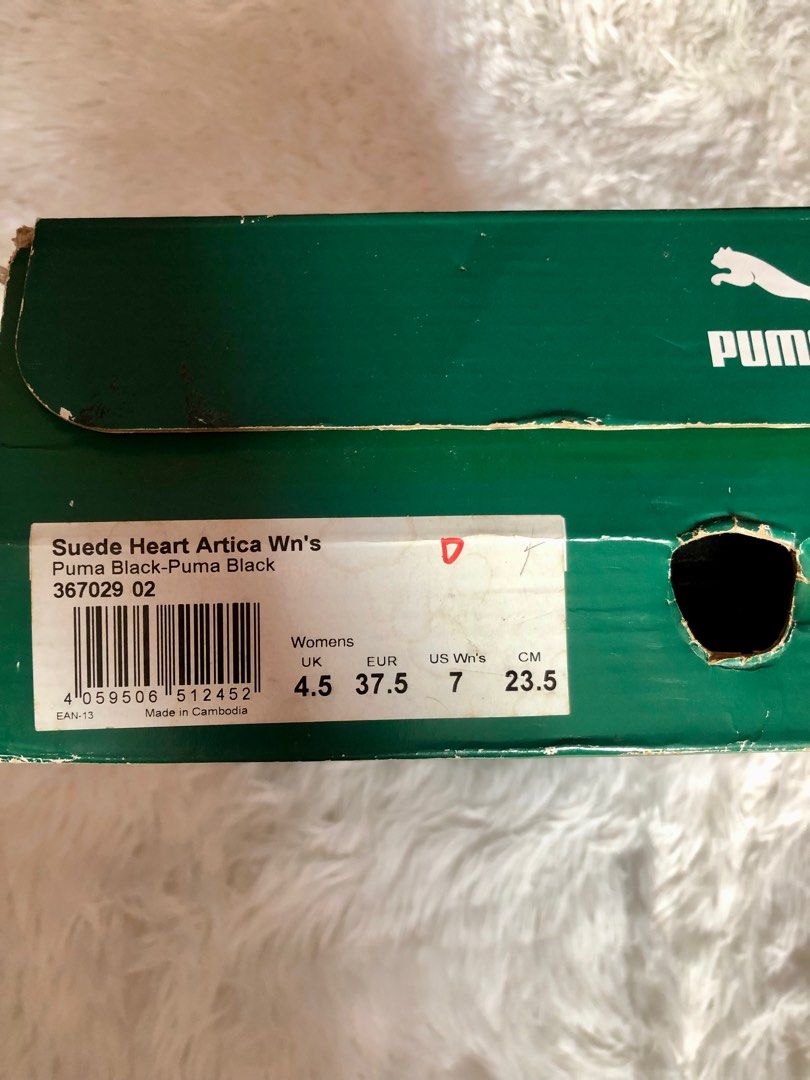 PUM
Suede Heart Artica Wn's
Puma Black-Puma Black
367029 02
D
4 059506 512452
EAN-13 Made in Cambodia
Womens
UK EUR US Wn's CM
4.5 37.5 7 23.5